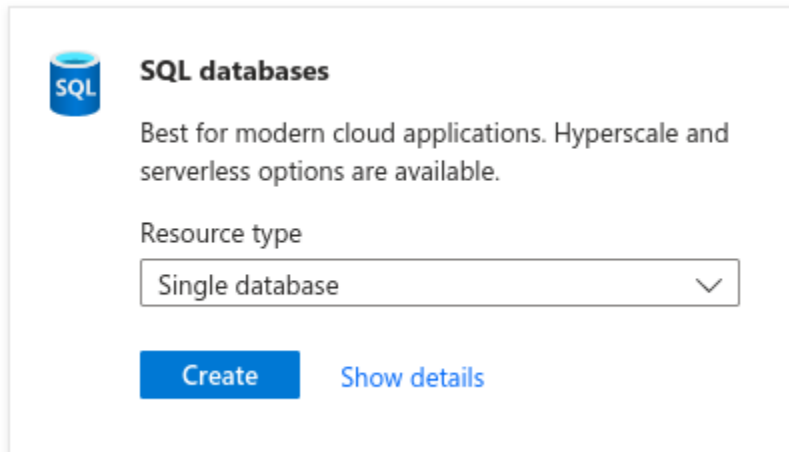 SQL
SQL databases
Best for modern cloud applications. Hyperscale and
serverless options are available.
Resource type
Single database
Create
Show details